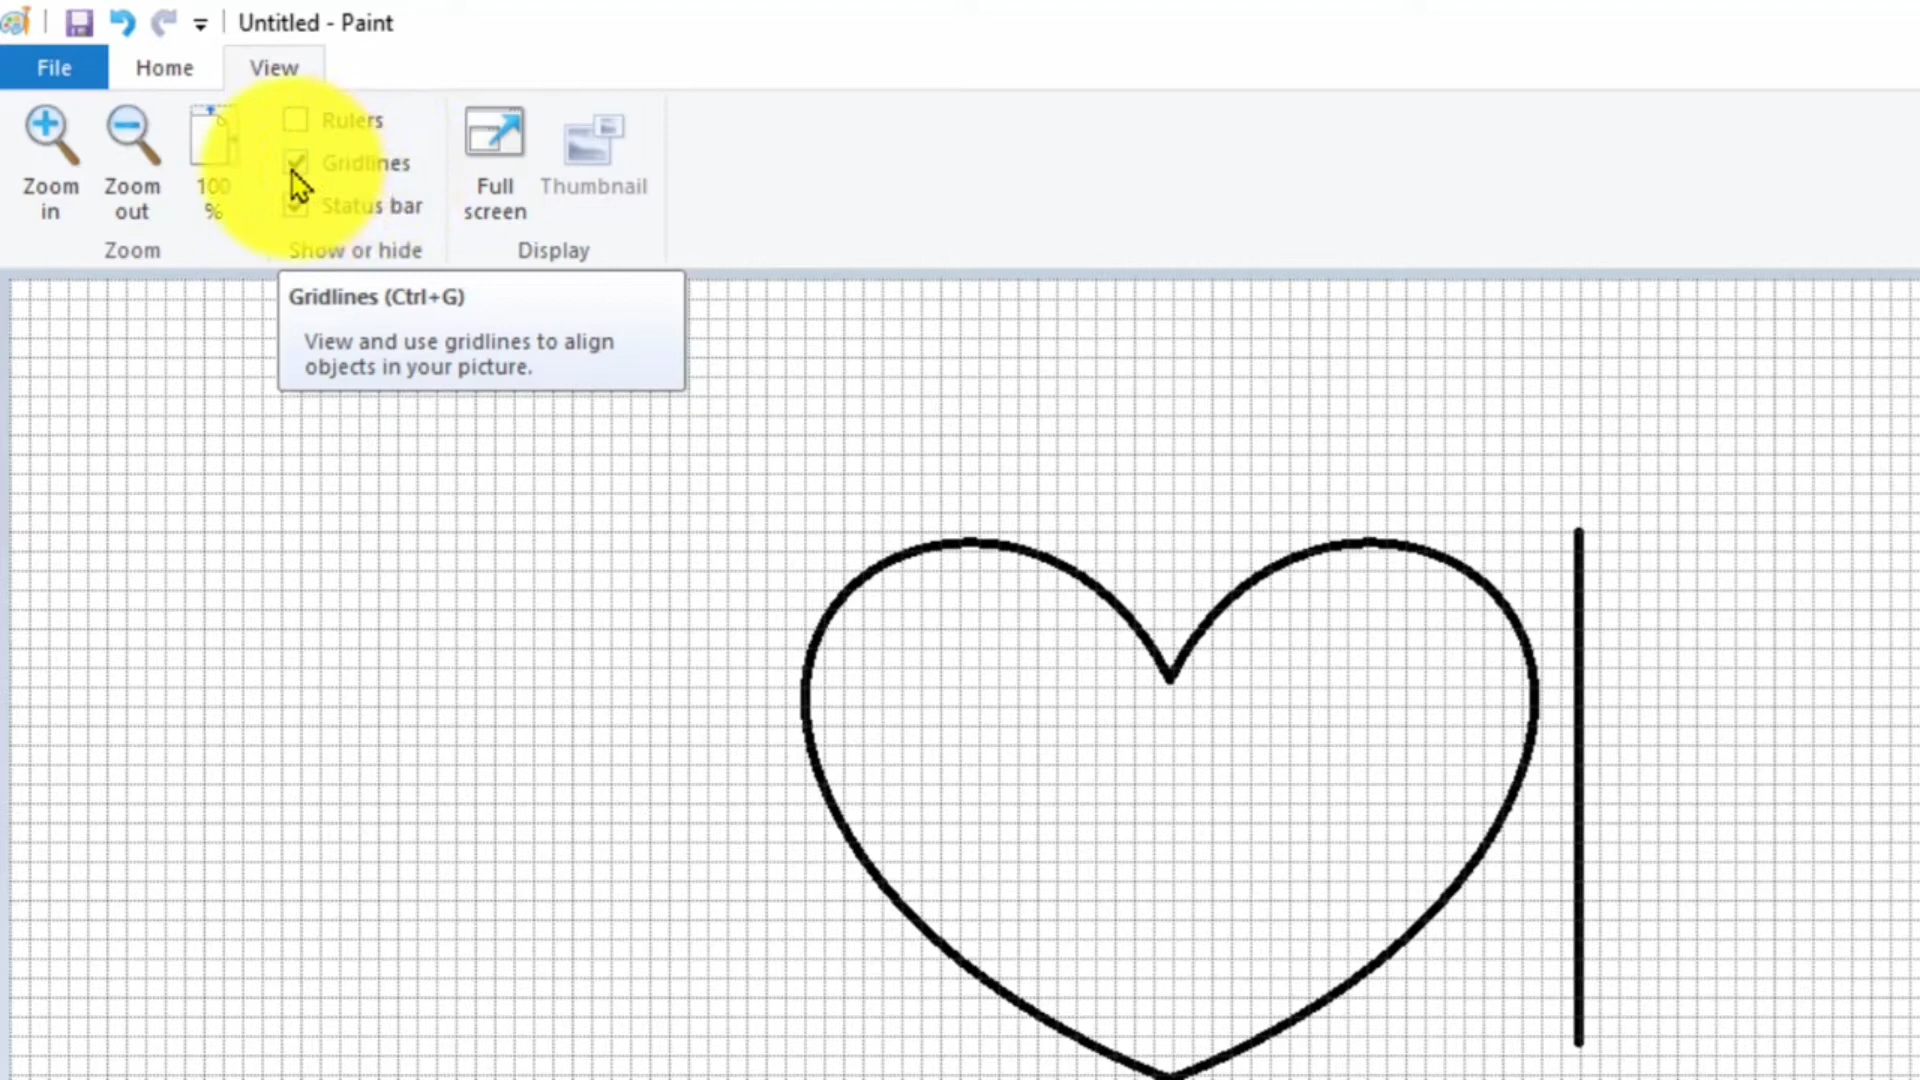 Untitled - Paint
File
Home
View
Zoom
in
Zoom
out
100
%
Zoom
Rulers
Gridlines
Status bar
Show or hide
Full
screen
Thumbnail
Display
Gridlines (Ctrl+G)
View and use gridlines to align
objects in your picture.